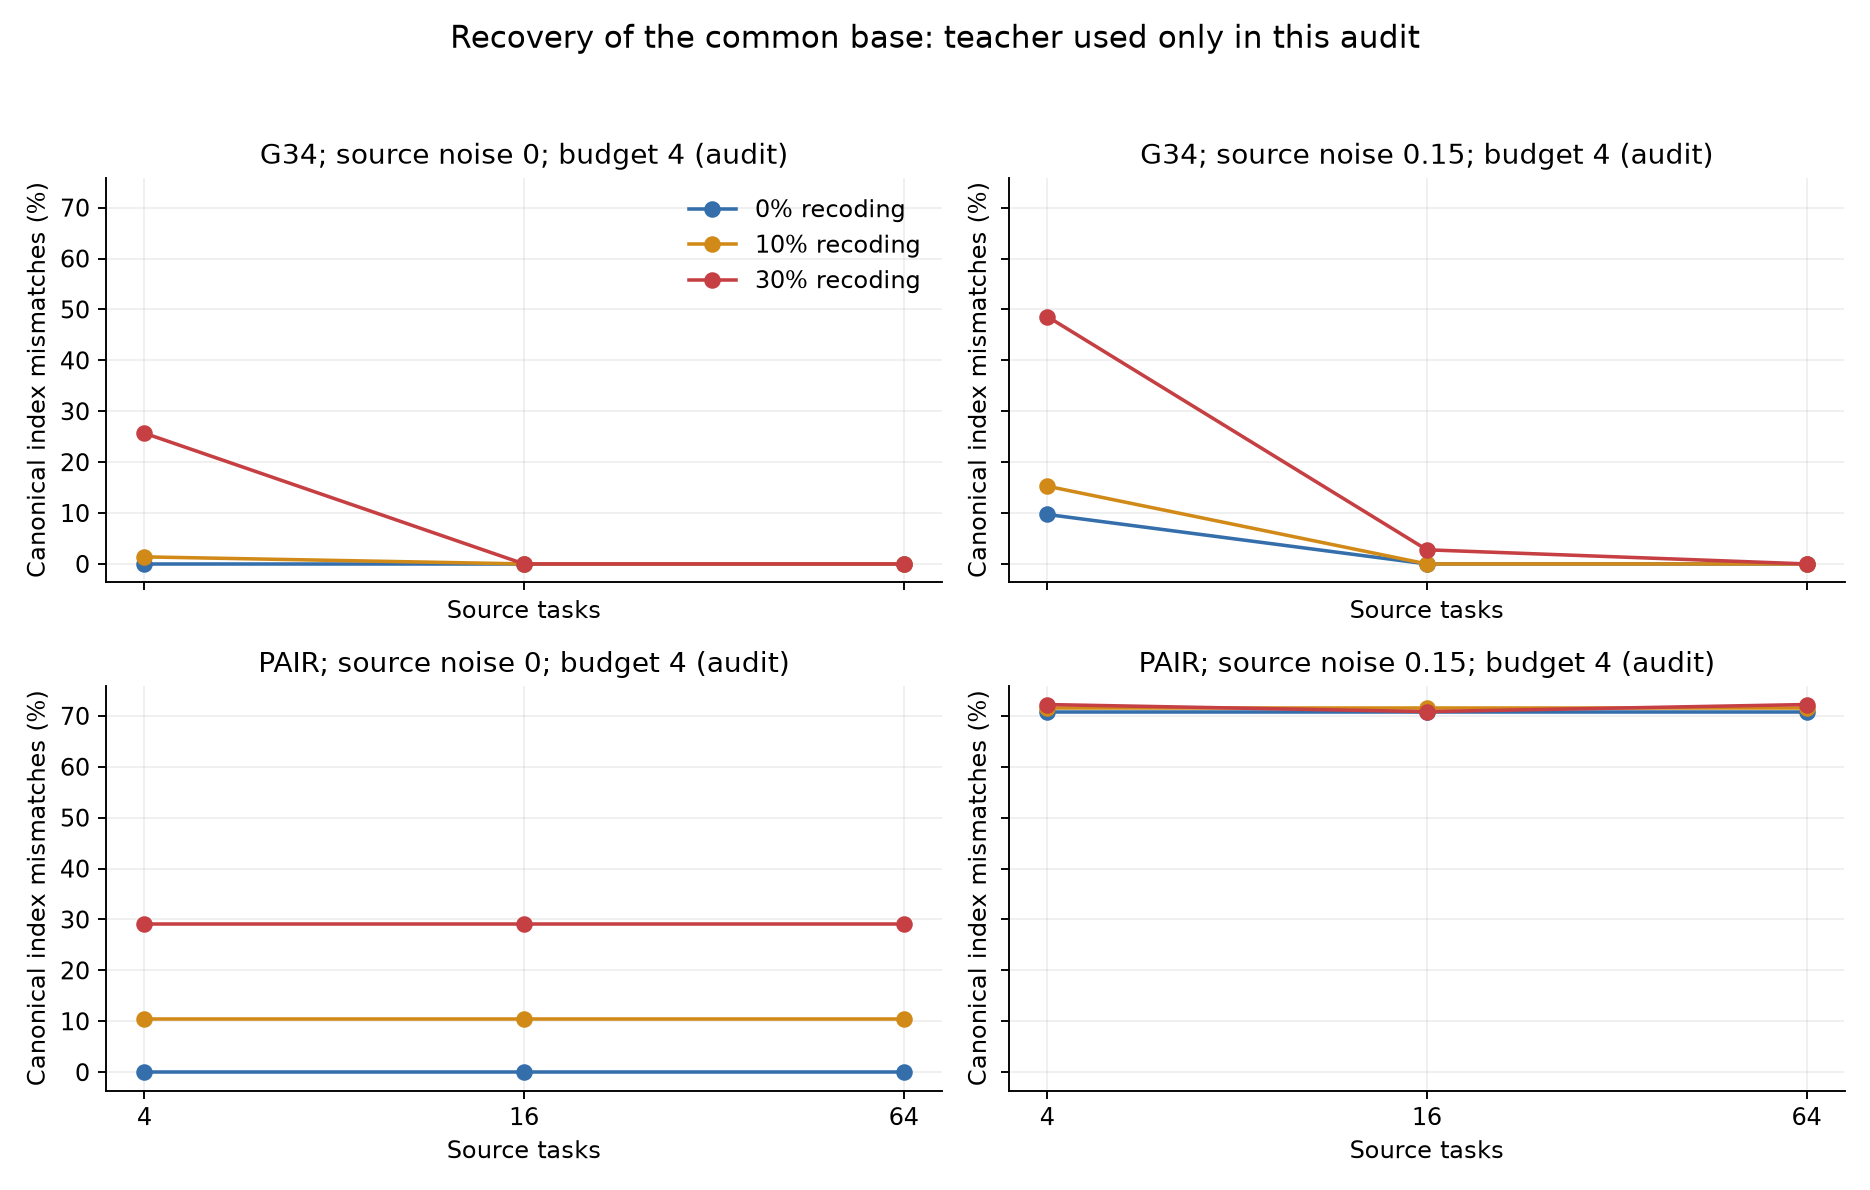 Recovery of the common base: teacher used only in this audit
G34; source noise 0; budget 4 (audit)
Canonical index mismatches (%)
70
60
50
40
30
20
10
0
0% recoding
10% recoding
30% recoding
Source tasks
G34; source noise 0.15; budget 4 (audit)
Canonical index mismatches (%)
Source tasks
PAIR; source noise 0; budget 4 (audit)
Canonical index mismatches (%)
70
60
50
40
30
20
10
0
4 16 64
Source tasks
PAIR; source noise 0.15; budget 4 (audit)
Canonical index mismatches (%)
4 16 64
Source tasks